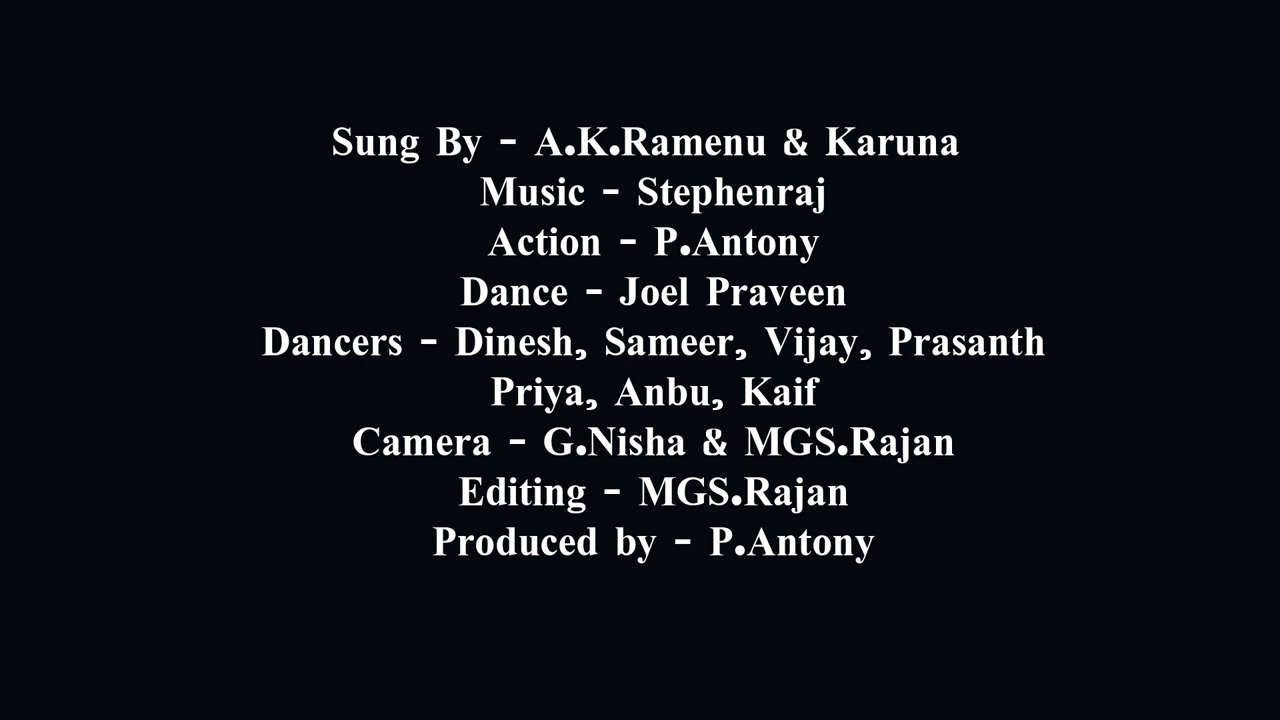 Sung By - A.K.Ramenu & Karuna
Music - Stephenraj
Action - P.Antony
Dance - Joel Praveen
Dancers - Dinesh, Sameer, Vijay, Prasanth
Priya, Anbu, Kaif
Camera - G.Nisha & MGS.Rajan
Editing - MGS.Rajan
Produced by - P.Antony